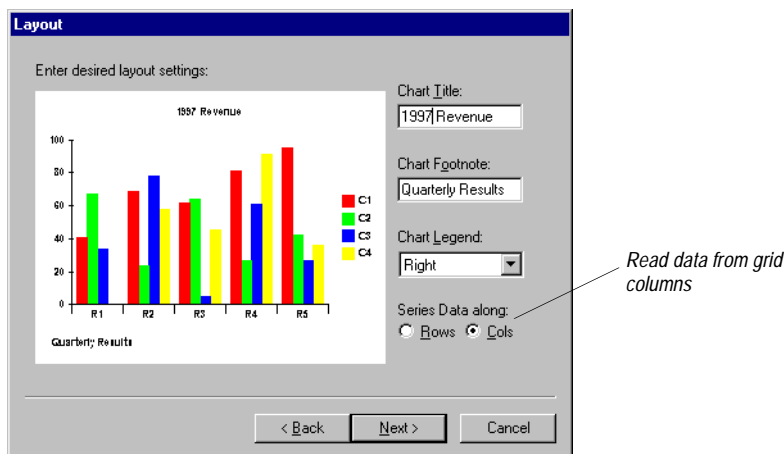 Layout
Enter desired layout settings:
1997 Revenue
100
80
60
40
20
0
R1 R2 R3 R4 R5
C1
C2
C3
C4
Quarterly Results
Chart Title:
1997 Revenue
Chart Footnote:
Quarterly Results
Chart Legend:
Right
Series Data along:
Rows Cols
Read data from grid
columns
< Back Next > Cancel